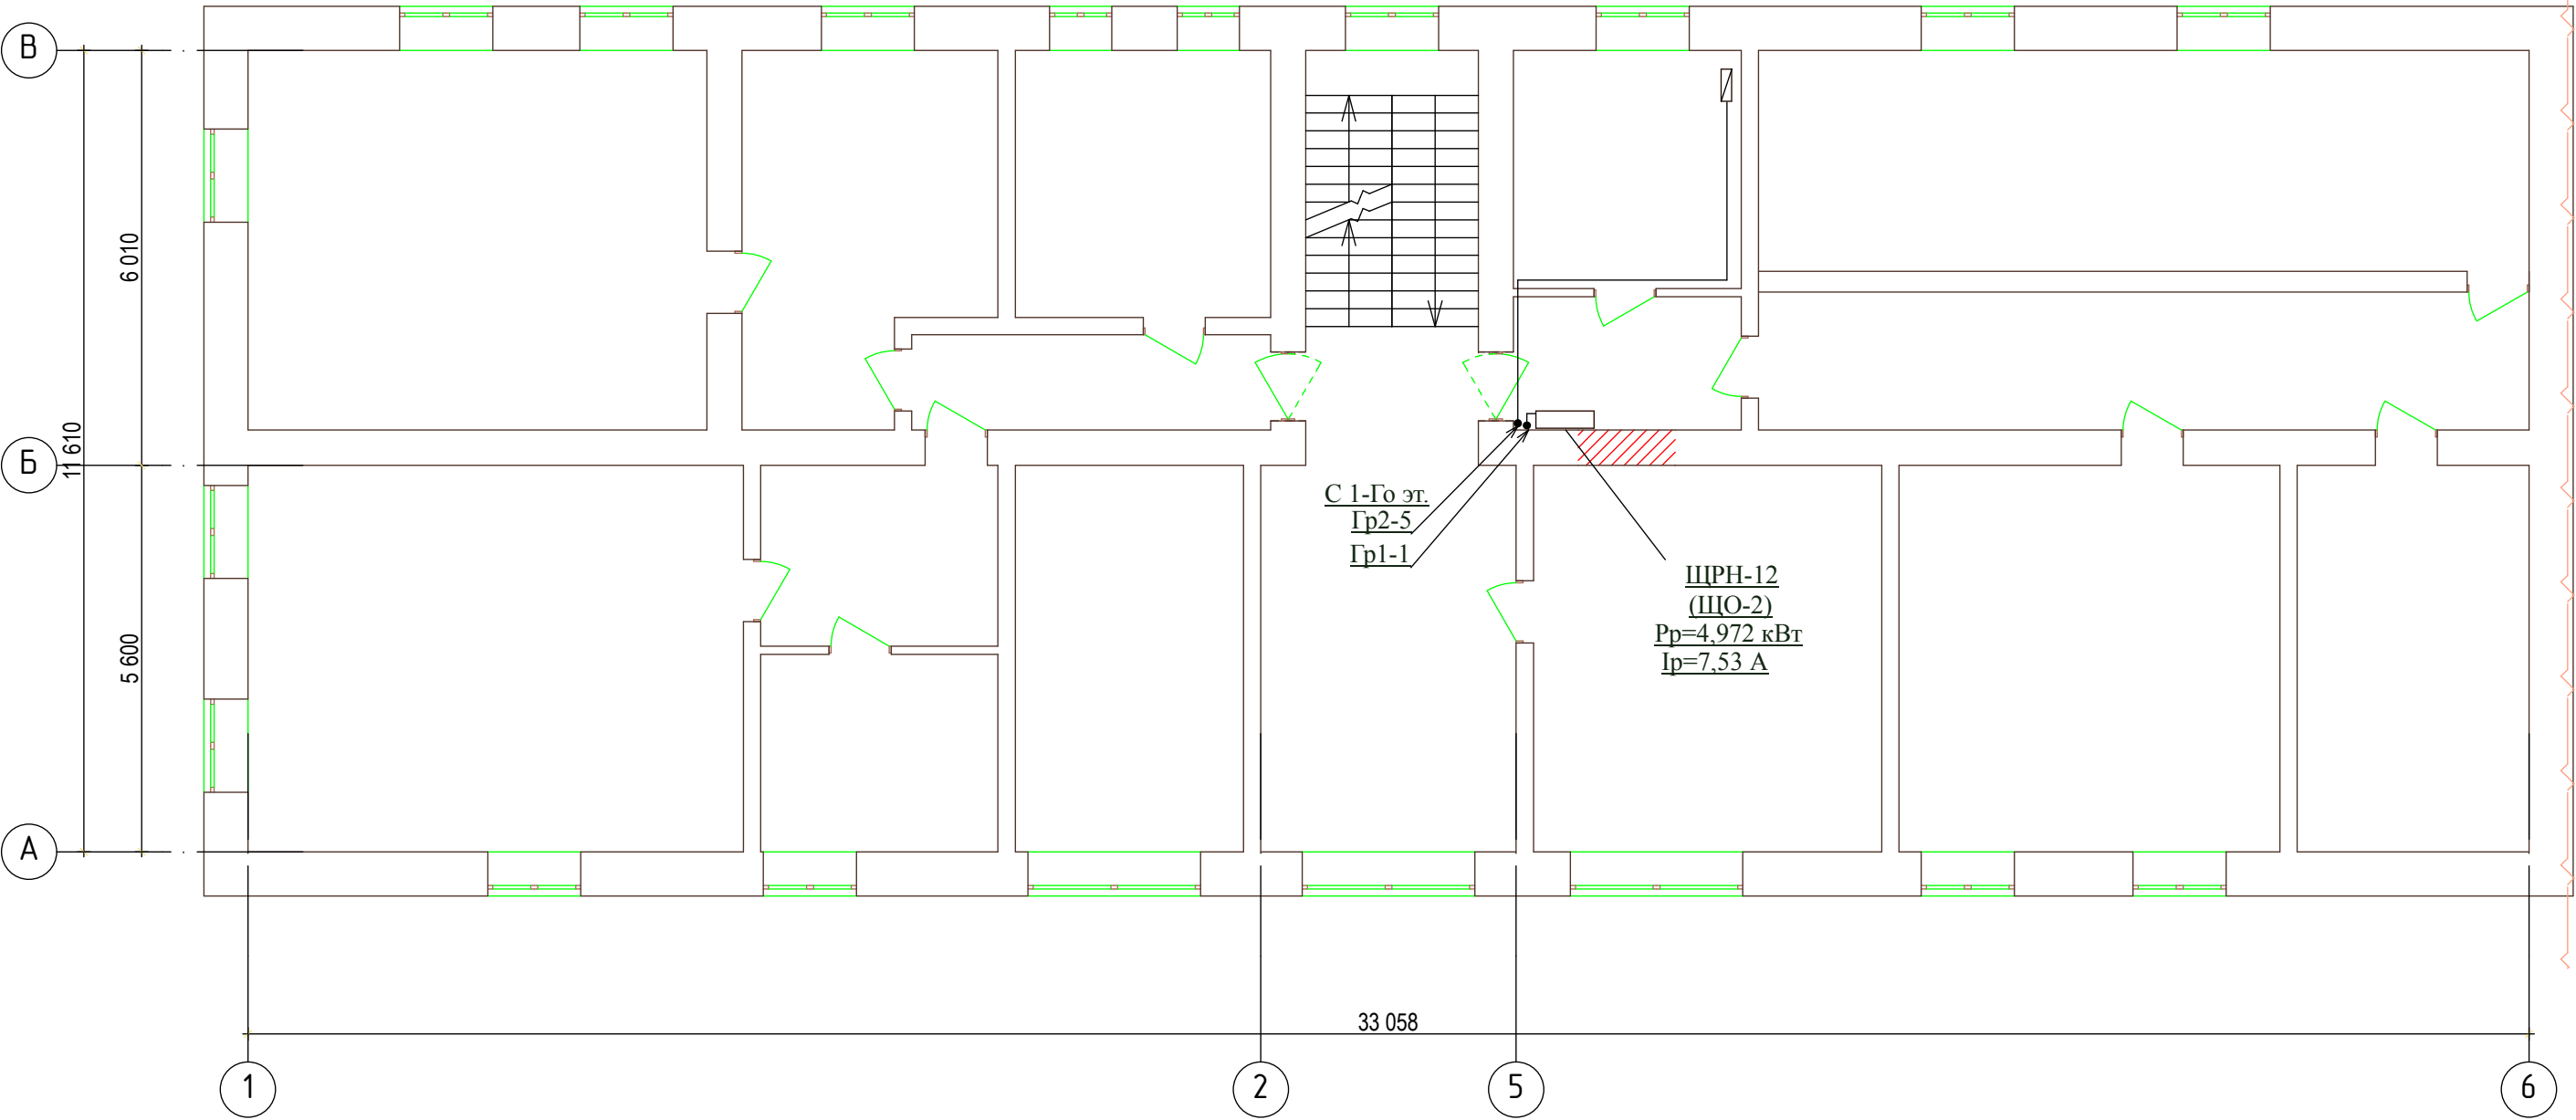 В
6 010
11 610
Б
С 1-Го эт.
Гр2-5
Гр1-1
ЩРН-12
(ЩО-2)
Рр=4,972 кВт
Iр=7,53 А
5 600
А
33 058
1
2
5
6